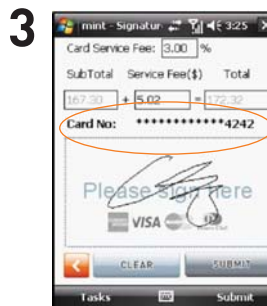 3
mint - Signatur 3:25
Card Service Fee: 3.00 %
SubTotal Service Fee($) Total
167.30 + 5.02 = 172.32
Card No: ************4242
Please sign here
VISA
CLEAR SUBMIT
Tasks Submit